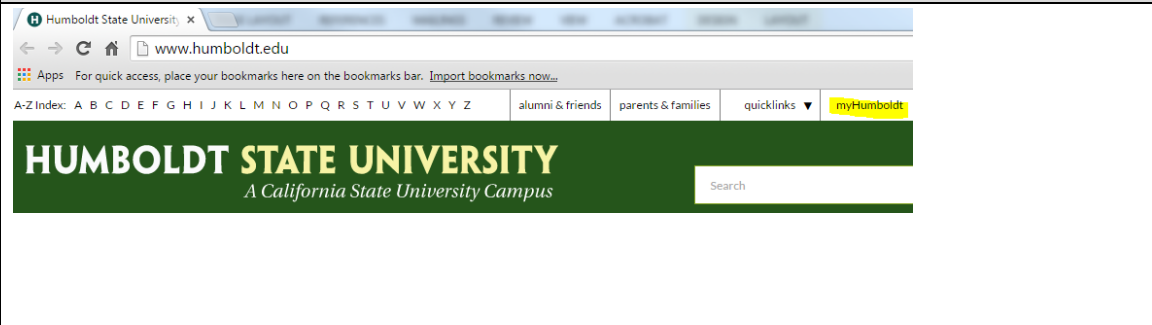 Humboldt State University
www.humboldt.edu
Apps For quick access, place your bookmarks here on the bookmarks bar. Import bookmarks now...
A-Z Index: A B C D E F G H I J K L M N O P Q R S T U V W X Y Z alumni & friends parents & families quicklinks ▼ myHumboldt
HUMBOLDT STATE UNIVERSITY
A California State University Campus
Search